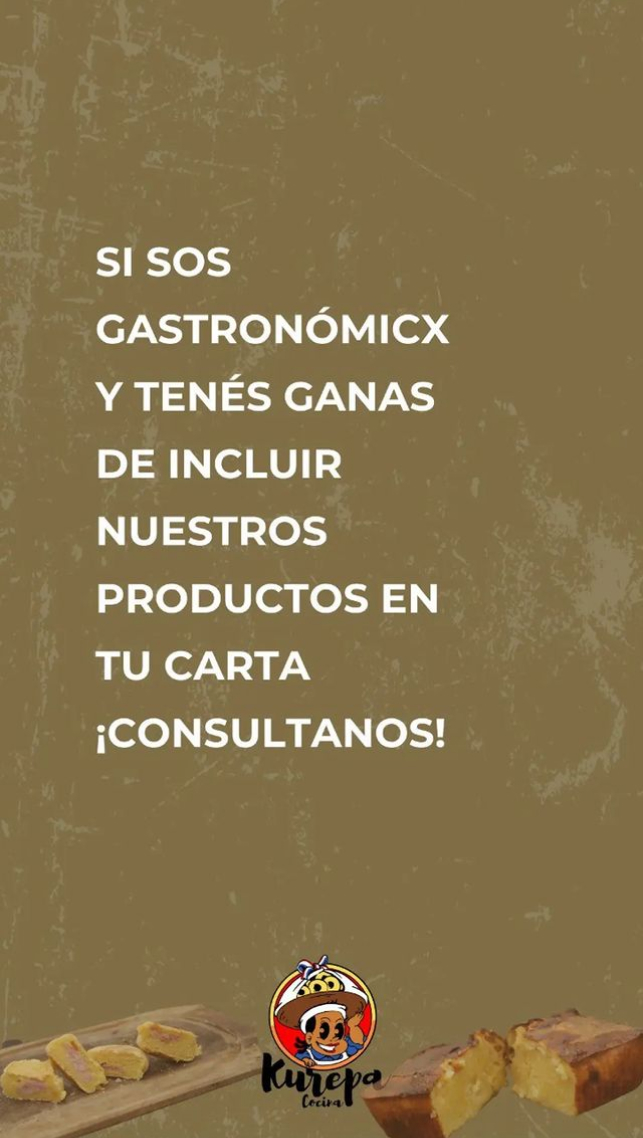 SI SOS
GASTRONÓMICX
Y TENÉS GANAS
DE INCLUIR
NUESTROS
PRODUCTOS EN
TU CARTA
¡CONSULTANOS!
Kurepa
Cocina